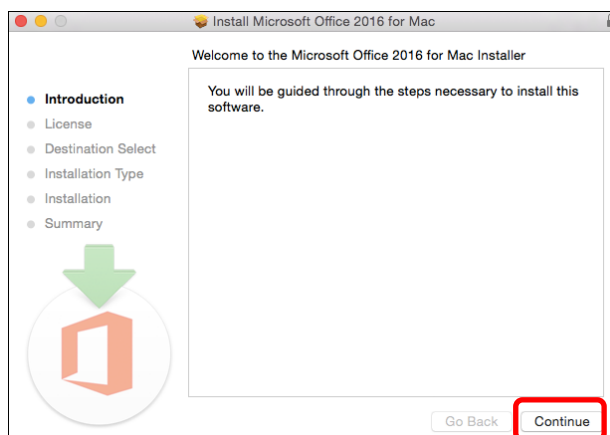 Install Microsoft Office 2016 for Mac
Welcome to the Microsoft Office 2016 for Mac Installer
Introduction
License
Destination Select
Installation Type
Installation
Summary
You will be guided through the steps necessary to install this
software.
Go Back
Continue